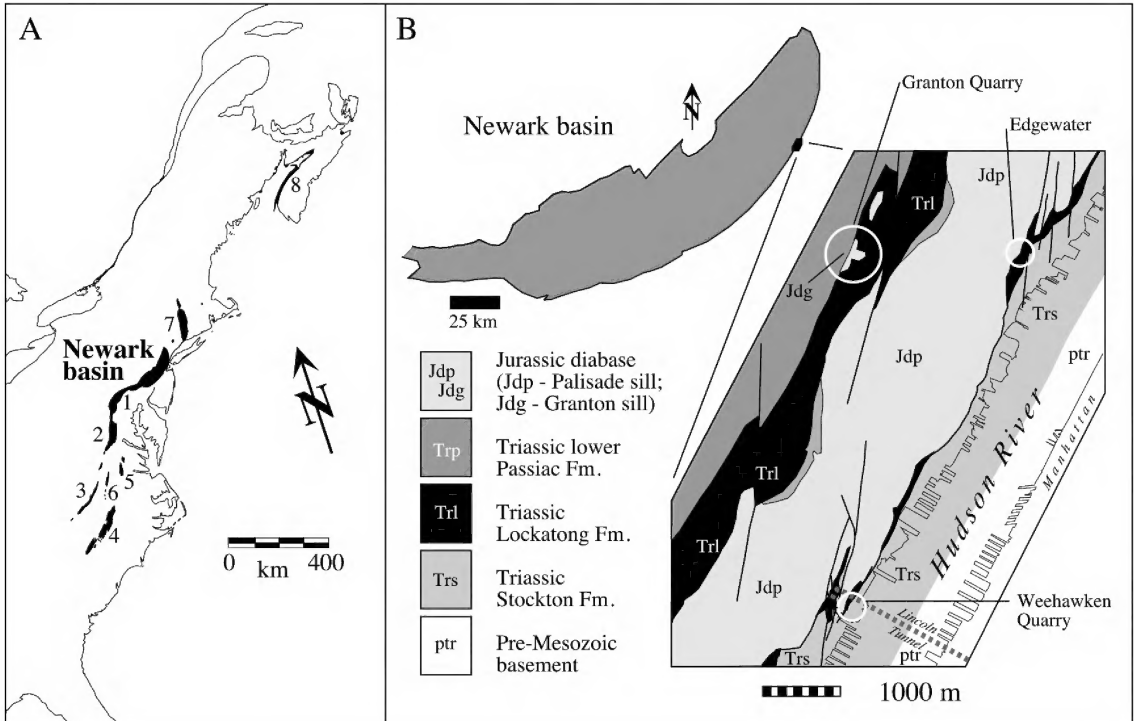 A
8
7
Newark
basin
1
2
3
6
5
4
N
0
km
400
B
Newark basin
N
25 km
Granton Quarry
Edgewater
Jdp
Trl
Jdg
Trs
Jdp
ptr
Hudson River
Manhattan
Trl
Trl
Jdp
Trs
Lincoln
Tunnel
Weehawken
Quarry
Trs
ptr
1000 m
Jdp
Jdg
Jurassic diabase
(Jdp - Palisade sill;
Jdg - Granton sill)
Trp
Triassic lower
Passiac Fm.
Trl
Triassic
Lockatong Fm.
Trs
Triassic
Stockton Fm.
ptr
Pre-Mesozoic
basement